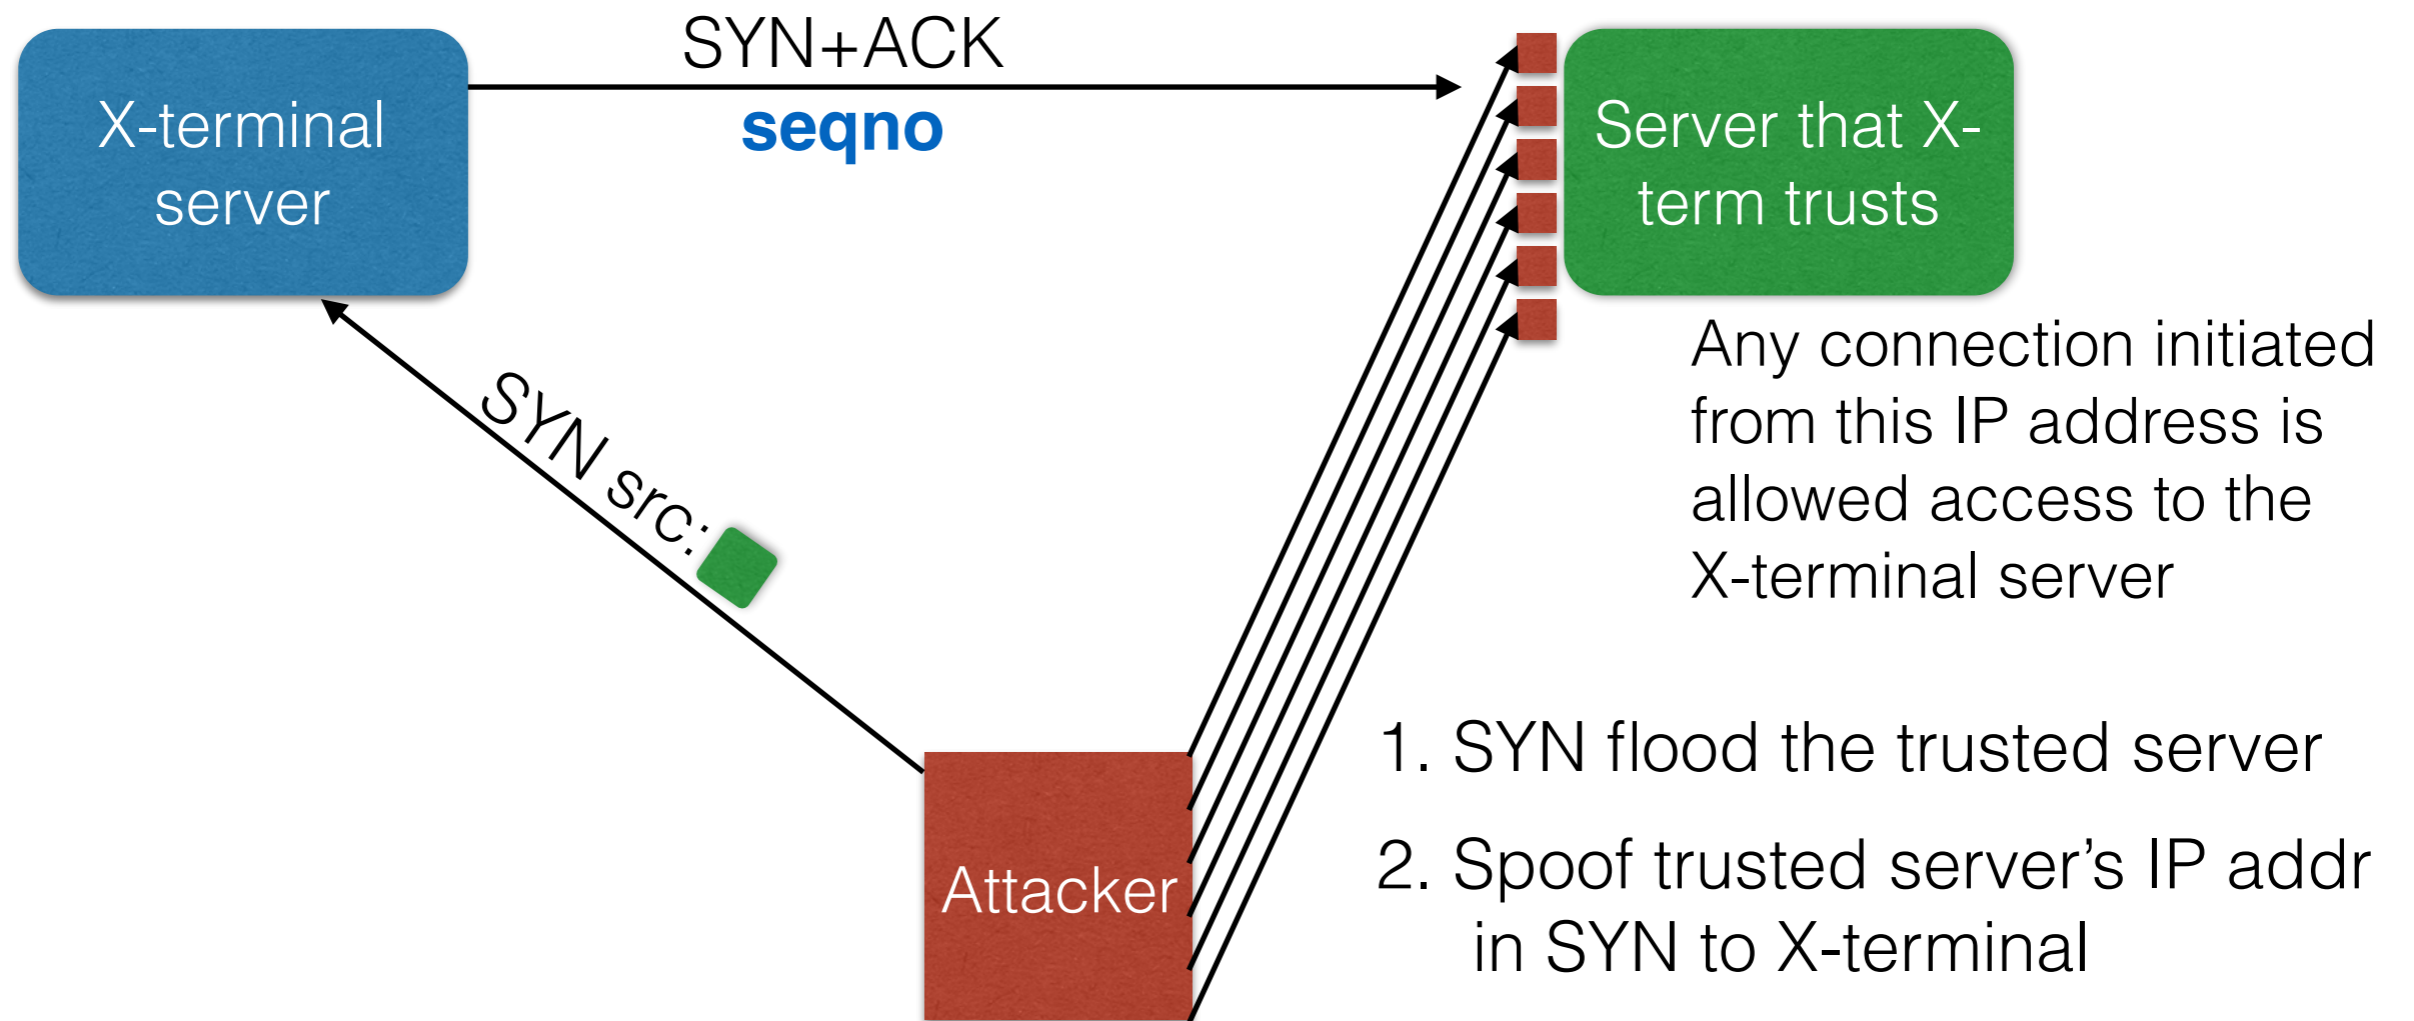 SYN+ACK
seqno
X-terminal
server
Server that X-
term trusts
Any connection initiated
from this IP address is
allowed access to the
X-terminal server
SYN src:
Attacker
1. SYN flood the trusted server
2. Spoof trusted server’s IP addr
in SYN to X-terminal